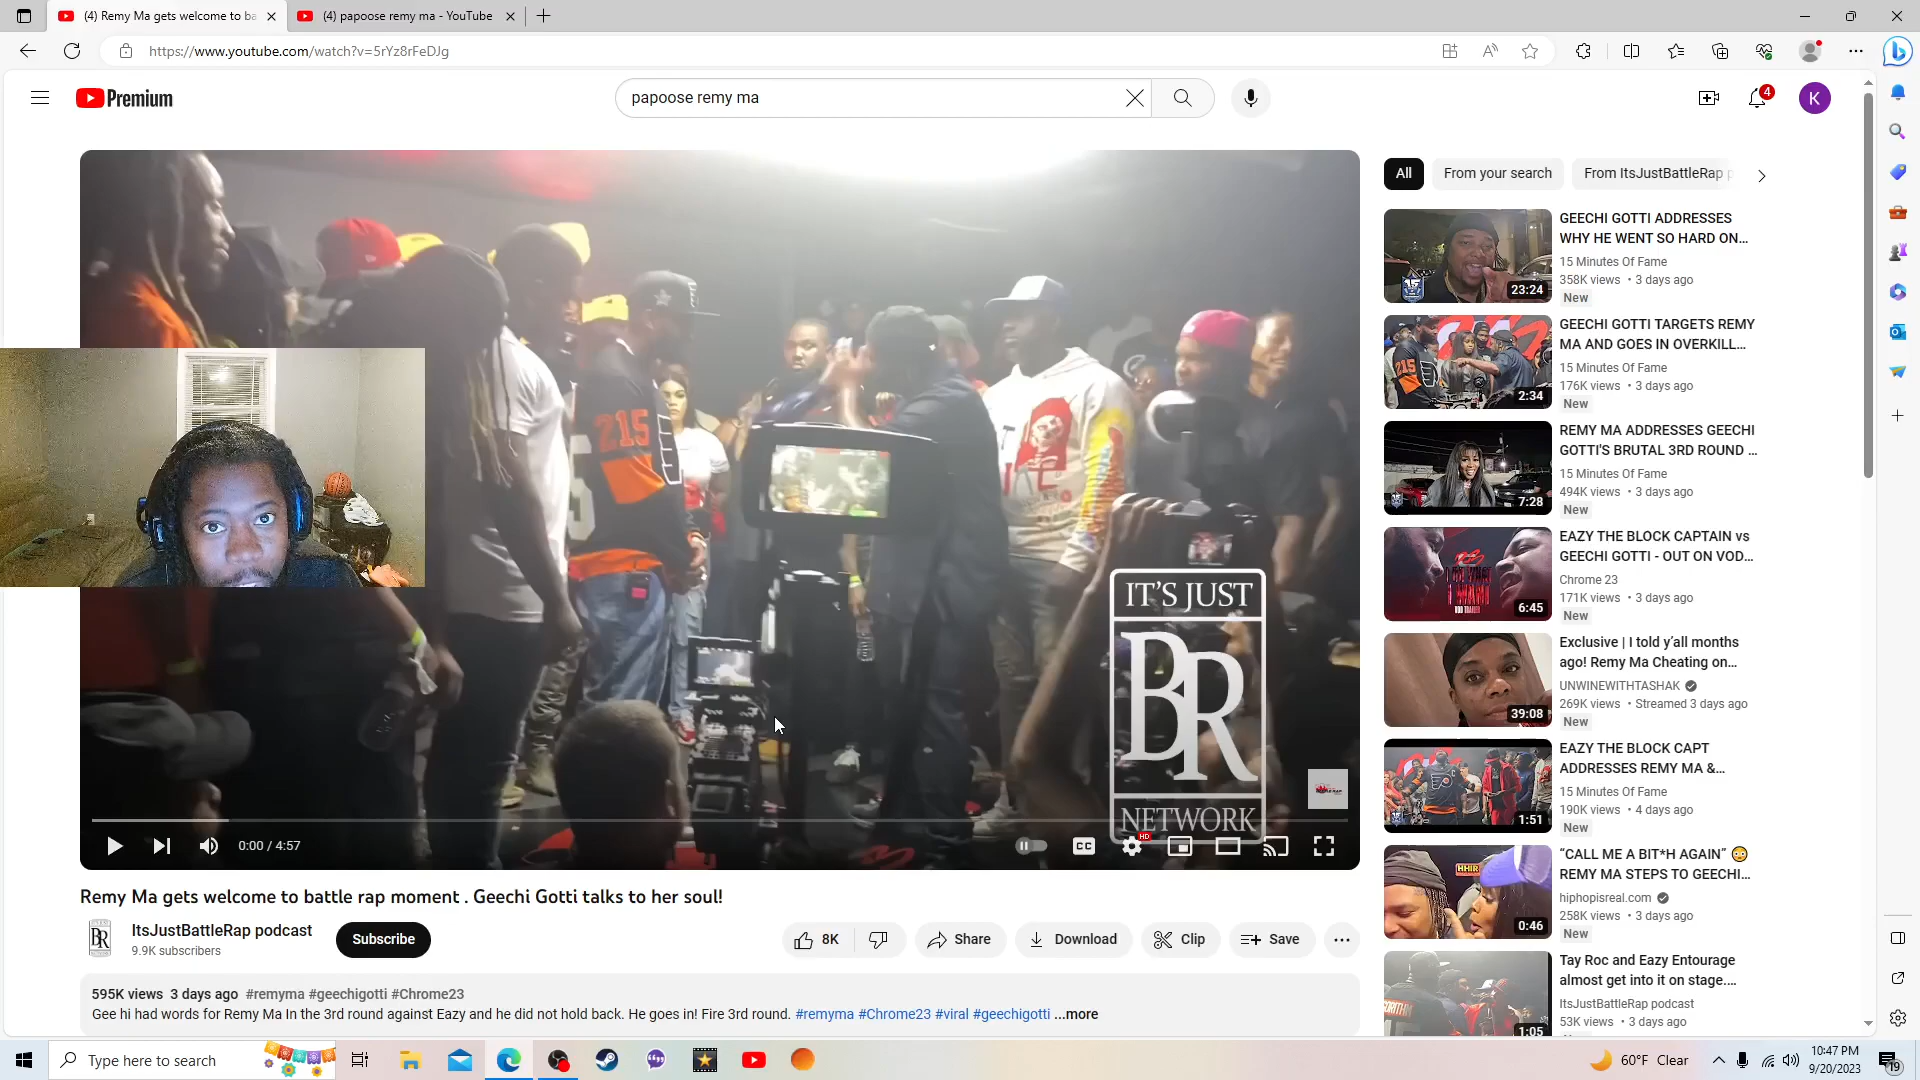 (4) Remy Ma gets welcome to ba
(4) papoose remy ma - YouTube
https://www.youtube.com/watch?v=5rYz8rFeDJg
Premium
papoose remy ma
4
K
All
From your search
From ItsJustBattleRap p
215
IT'S JUST
BR
NETWORK
0:00 / 4:57
CC
HD
Remy Ma gets welcome to battle rap moment . Geechi Gotti talks to her soul!
BR
ItsJustBattleRap podcast
9.9K subscribers
Subscribe
8K
Share
Download
Clip
Save
595K views 3 days ago #remyma #geechigotti #Chrome23
Gee hi had words for Remy Ma In the 3rd round against Eazy and he did not hold back. He goes in! Fire 3rd round. #remyma #Chrome23 #viral #geechigotti ...more
23:24
GEECHI GOTTI ADDRESSES
WHY HE WENT SO HARD ON...
15 Minutes Of Fame
358K views • 3 days ago
New
215
2:34
GEECHI GOTTI TARGETS REMY
MA AND GOES IN OVERKILL...
15 Minutes Of Fame
176K views • 3 days ago
New
7:28
REMY MA ADDRESSES GEECHI
GOTTI'S BRUTAL 3RD ROUND ...
15 Minutes Of Fame
494K views • 3 days ago
New
6:45
EAZY THE BLOCK CAPTAIN vs
GEECHI GOTTI - OUT ON VOD...
Chrome 23
171K views • 3 days ago
New
39:08
Exclusive | I told y'all months
ago! Remy Ma Cheating on...
UNWINEWITHTASHAK
269K views • Streamed 3 days ago
New
1:51
EAZY THE BLOCK CAPT
ADDRESSES REMY MA &...
15 Minutes Of Fame
190K views • 4 days ago
New
HHIR
0:46
“CALL ME A BIT*H AGAIN” 😳
REMY MA STEPS TO GEECHI...
hiphopisreal.com
258K views • 3 days ago
New
1:05
Tay Roc and Eazy Entourage
almost get into it on stage....
ItsJustBattleRap podcast
53K views • 3 days ago
Type here to search
60°F Clear
10:47 PM
9/20/2023
19